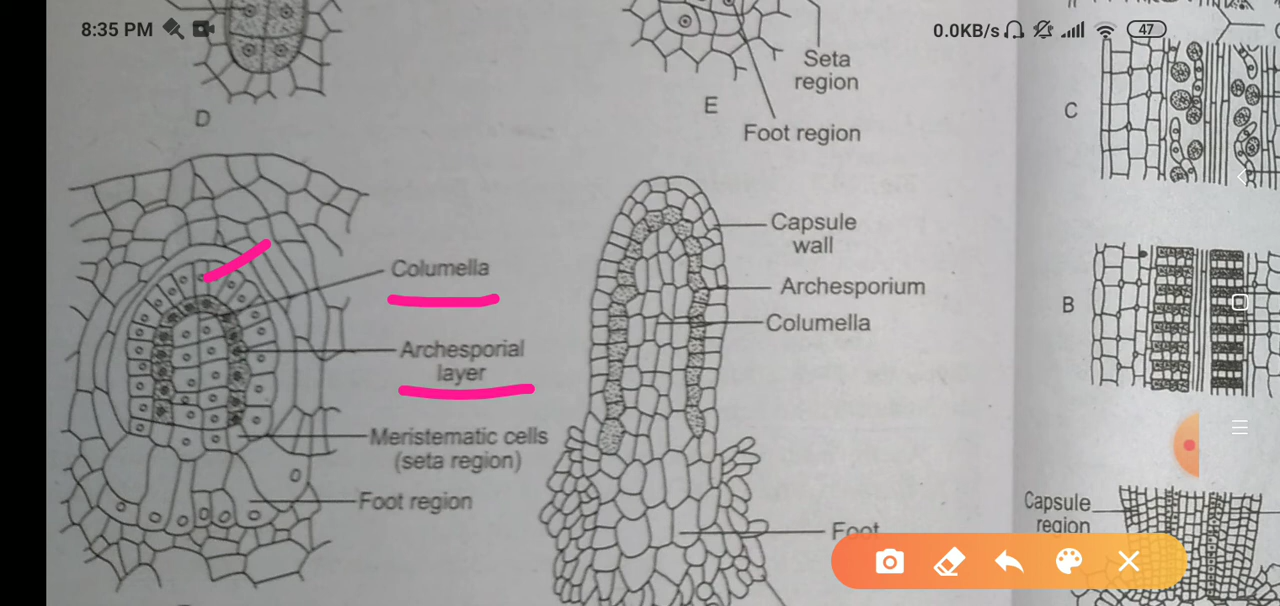 8:35 PM
0.0KB/s
47
Seta
region
D
E
Foot region
C
Columella
Archesporial
layer
Meristematic cells
(seta region)
Foot region
Capsule
wall
Archesporium
Columella
Foot
B
Capsule
region